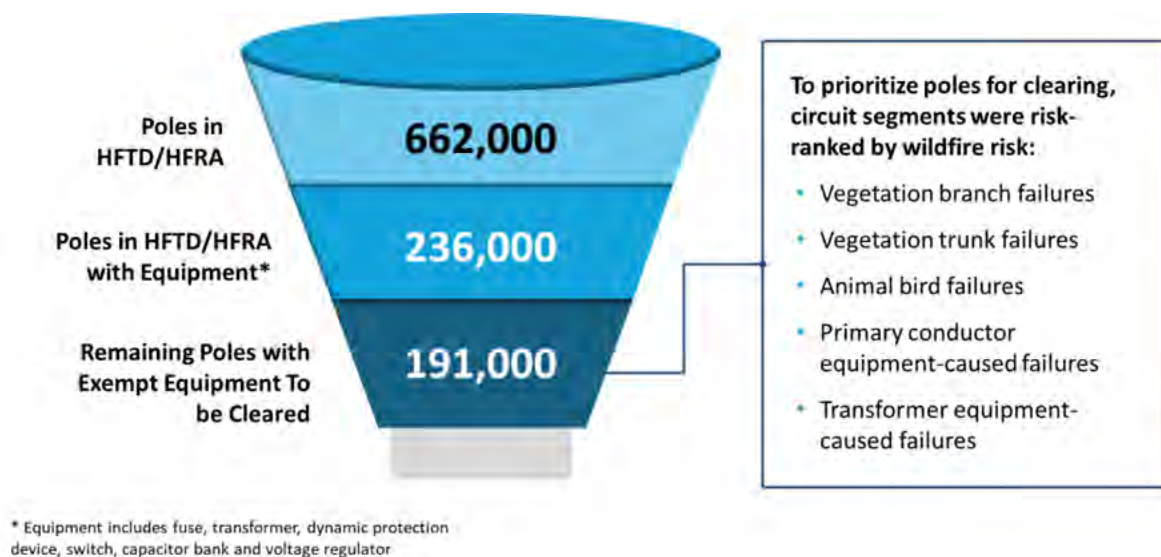 Poles in
HFTD/HFRA
662,000
Poles in HFTD/HFRA
with Equipment*
236,000
Remaining Poles with
Exempt Equipment To
be Cleared
191,000
To prioritize poles for clearing,
circuit segments were risk-
ranked by wildfire risk:
• Vegetation branch failures
• Vegetation trunk failures
• Animal bird failures
• Primary conductor
equipment-caused failures
• Transformer equipment-
caused failures
* Equipment includes fuse, transformer, dynamic protection
device, switch, capacitor bank and voltage regulator